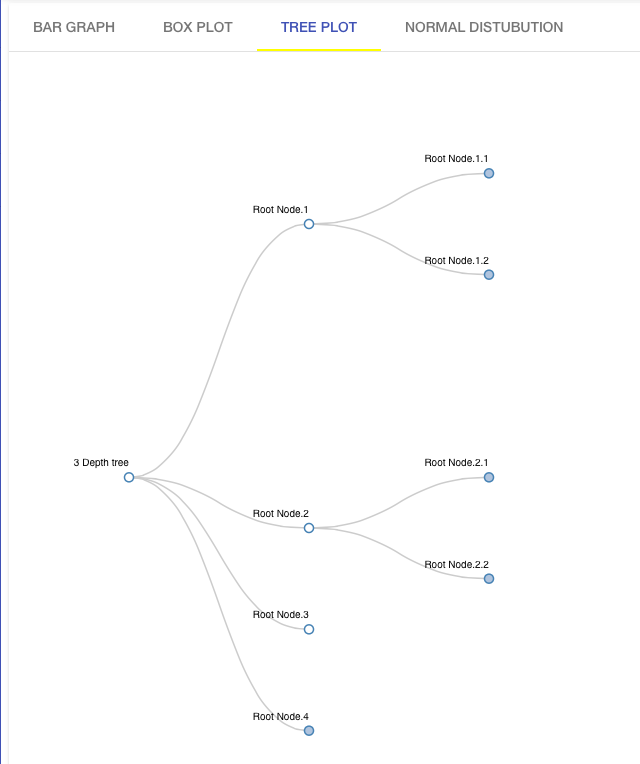 BAR GRAPH BOX PLOT TREE PLOT NORMAL DISTUBUTION
Root Node.1.1
Root Node.1
Root Node.1.2
3 Depth tree
Root Node.2.1
Root Node.2
Root Node.2.2
Root Node.3
Root Node.4